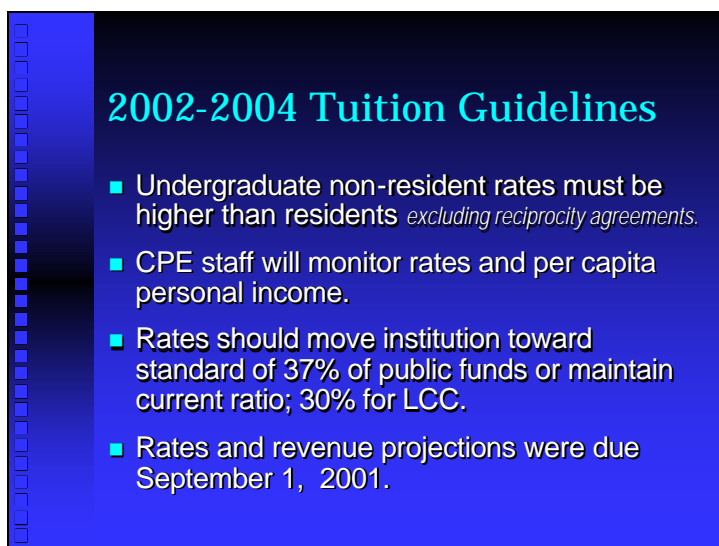 2002-2004 Tuition Guidelines
Undergraduate non-resident rates must be
higher than residents excluding reciprocity agreements.
CPE staff will monitor rates and per capita
personal income.
Rates should move institution toward
standard of 37% of public funds or maintain
current ratio; 30% for LCC.
Rates and revenue projections were due
September 1, 2001.